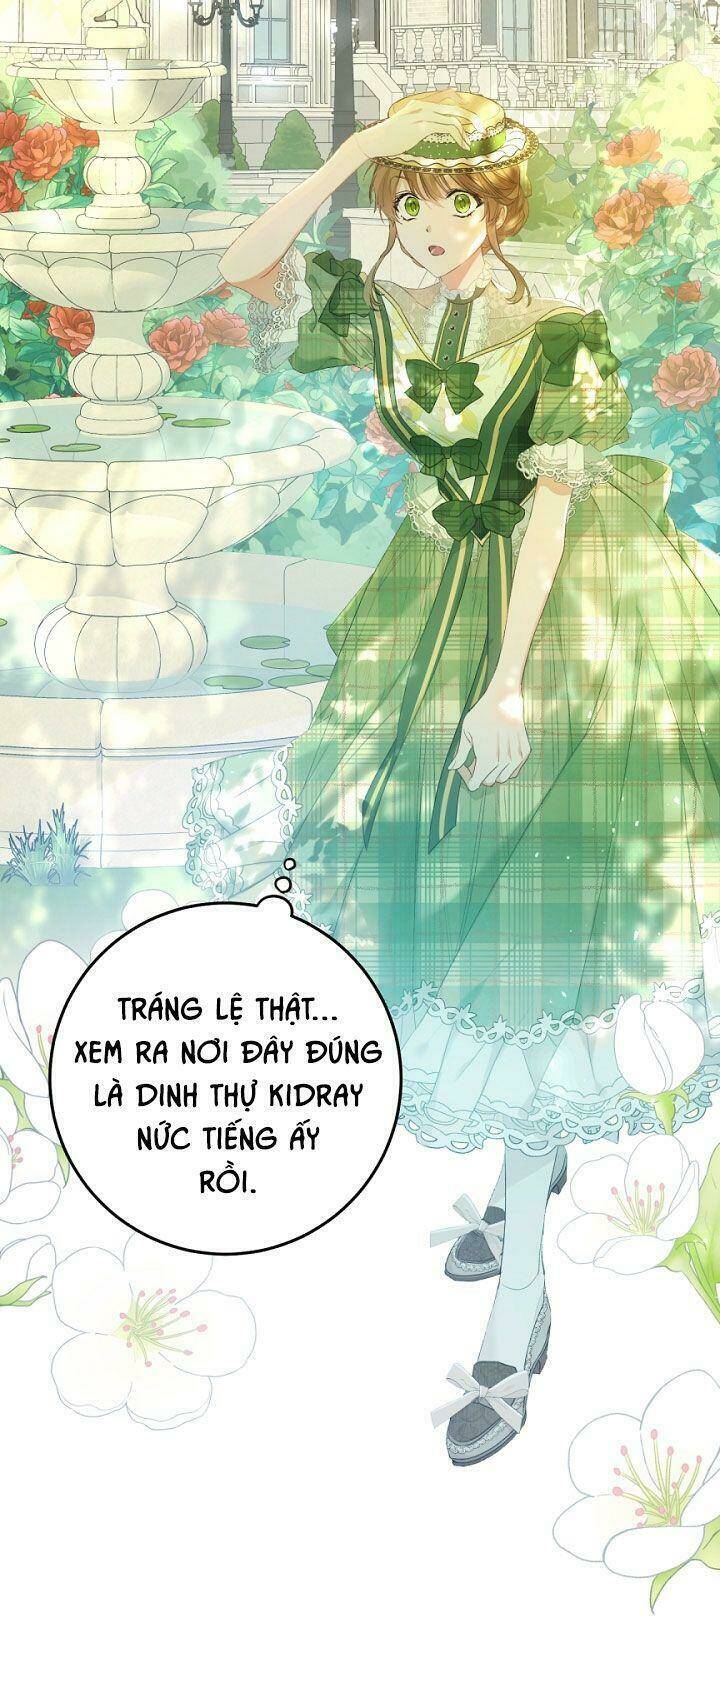 TRÁNG LỆ THẬT...
XEM RA NƠI ĐÂY ĐÚNG
LÀ DINH THỰ KIDRAY
NỨC TIẾNG ẤY
RỒI.